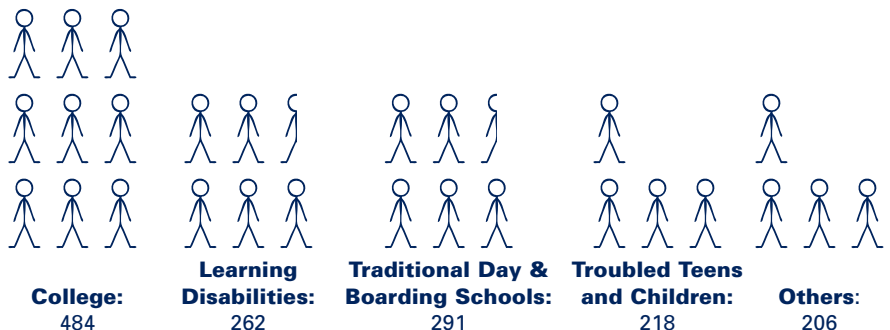 College:
484
Learning
Disabilities:
262
Traditional Day &
Boarding Schools:
291
Troubled Teens
and Children:
218
Others:
206